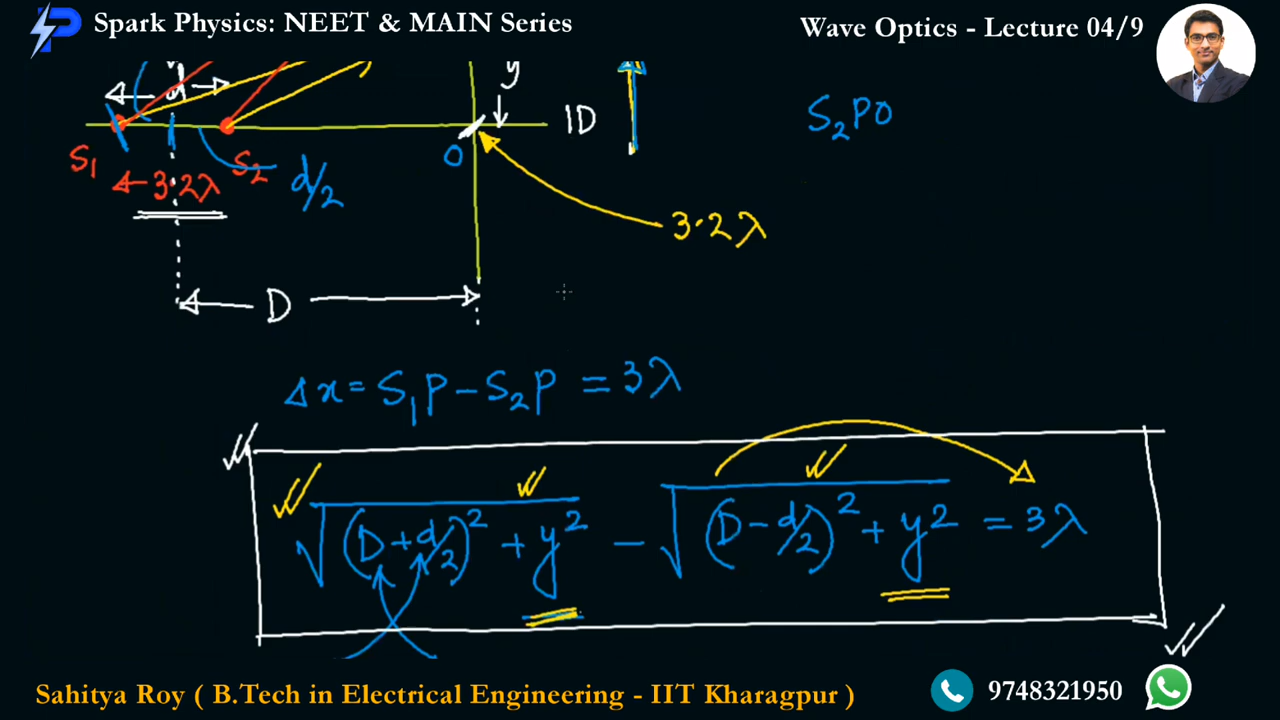 Spark Physics: NEET & MAIN Series
Wave Optics - Lecture 04/9
d
y
1D
S₂PO
S₁
S₂
O
3.2λ
d/2
3.2λ
D
Δx = S₁P - S₂P = 3λ
√((D + d/2)² + y²) - √((D - d/2)² + y²) = 3λ
Sahitya Roy ( B.Tech in Electrical Engineering - IIT Kharagpur )
9748321950